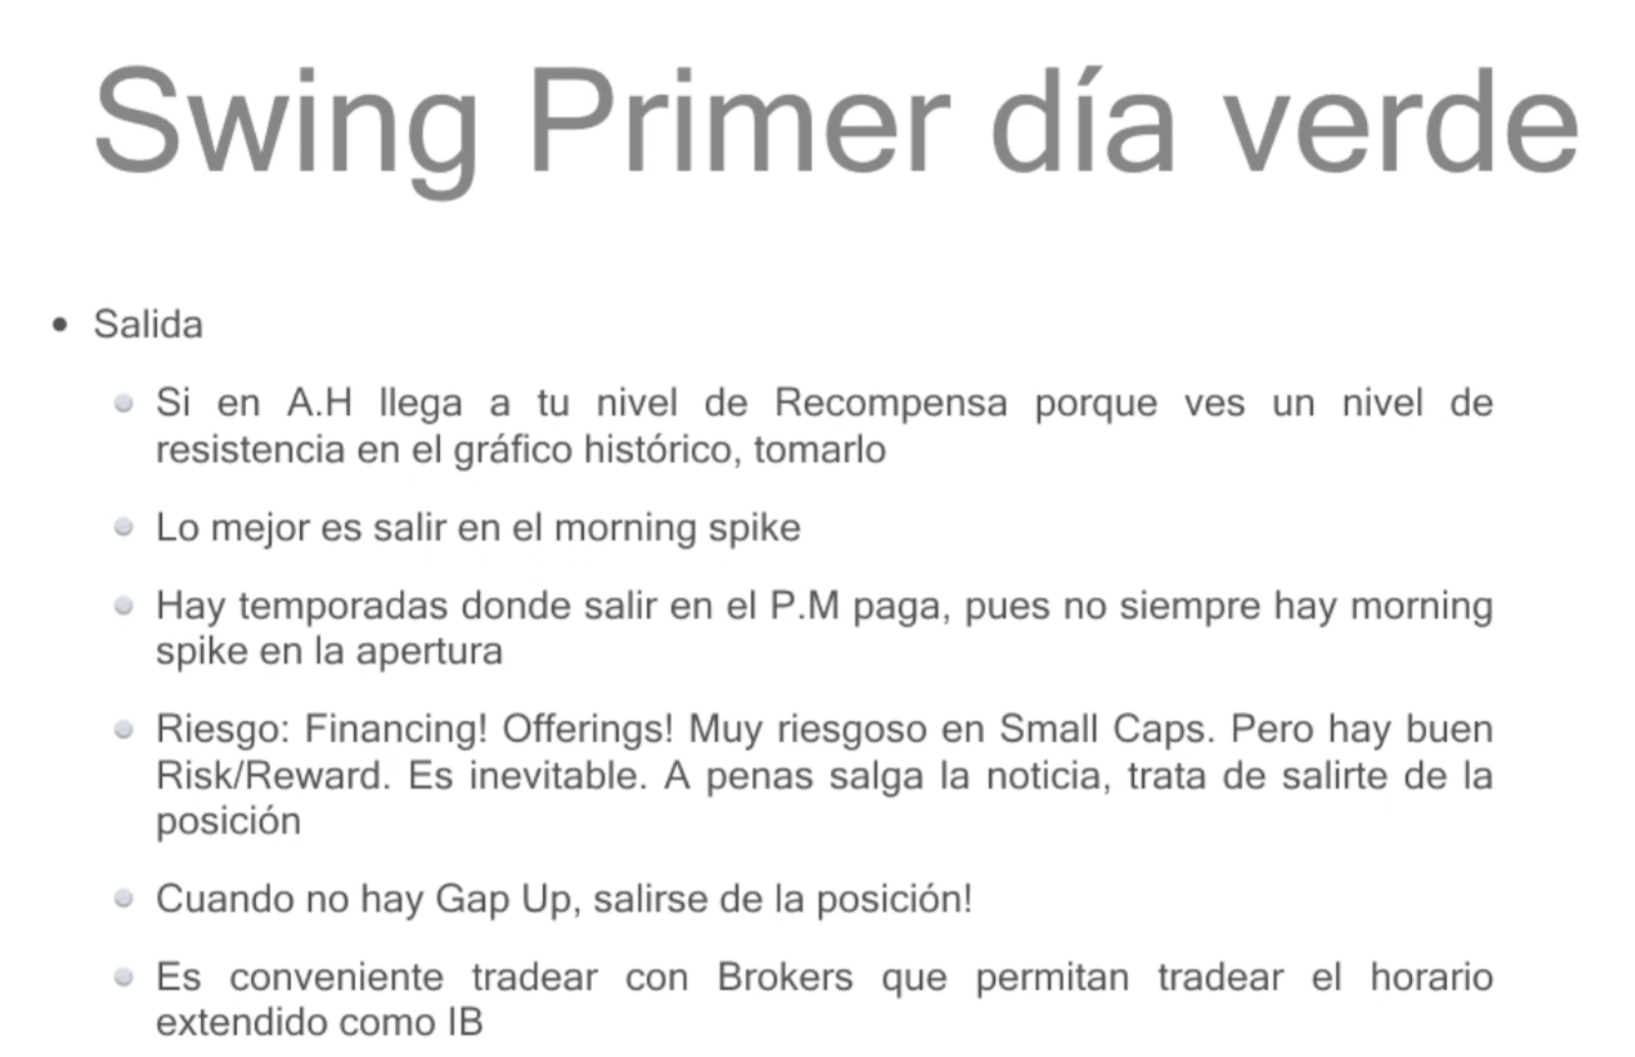 Swing Primer día verde
• Salida
Si en A.H llega a tu nivel de Recompensa porque ves un nivel de
resistencia en el gráfico histórico, tomarlo
Lo mejor es salir en el morning spike
Hay temporadas donde salir en el P.M paga, pues no siempre hay morning
spike en la apertura
Riesgo: Financing! Offerings! Muy riesgoso en Small Caps. Pero hay buen
Risk/Reward. Es inevitable. A penas salga la noticia, trata de salirte de la
posición
Cuando no hay Gap Up, salirse de la posición!
Es conveniente tradear con Brokers que permitan tradear el horario
extendido como IB